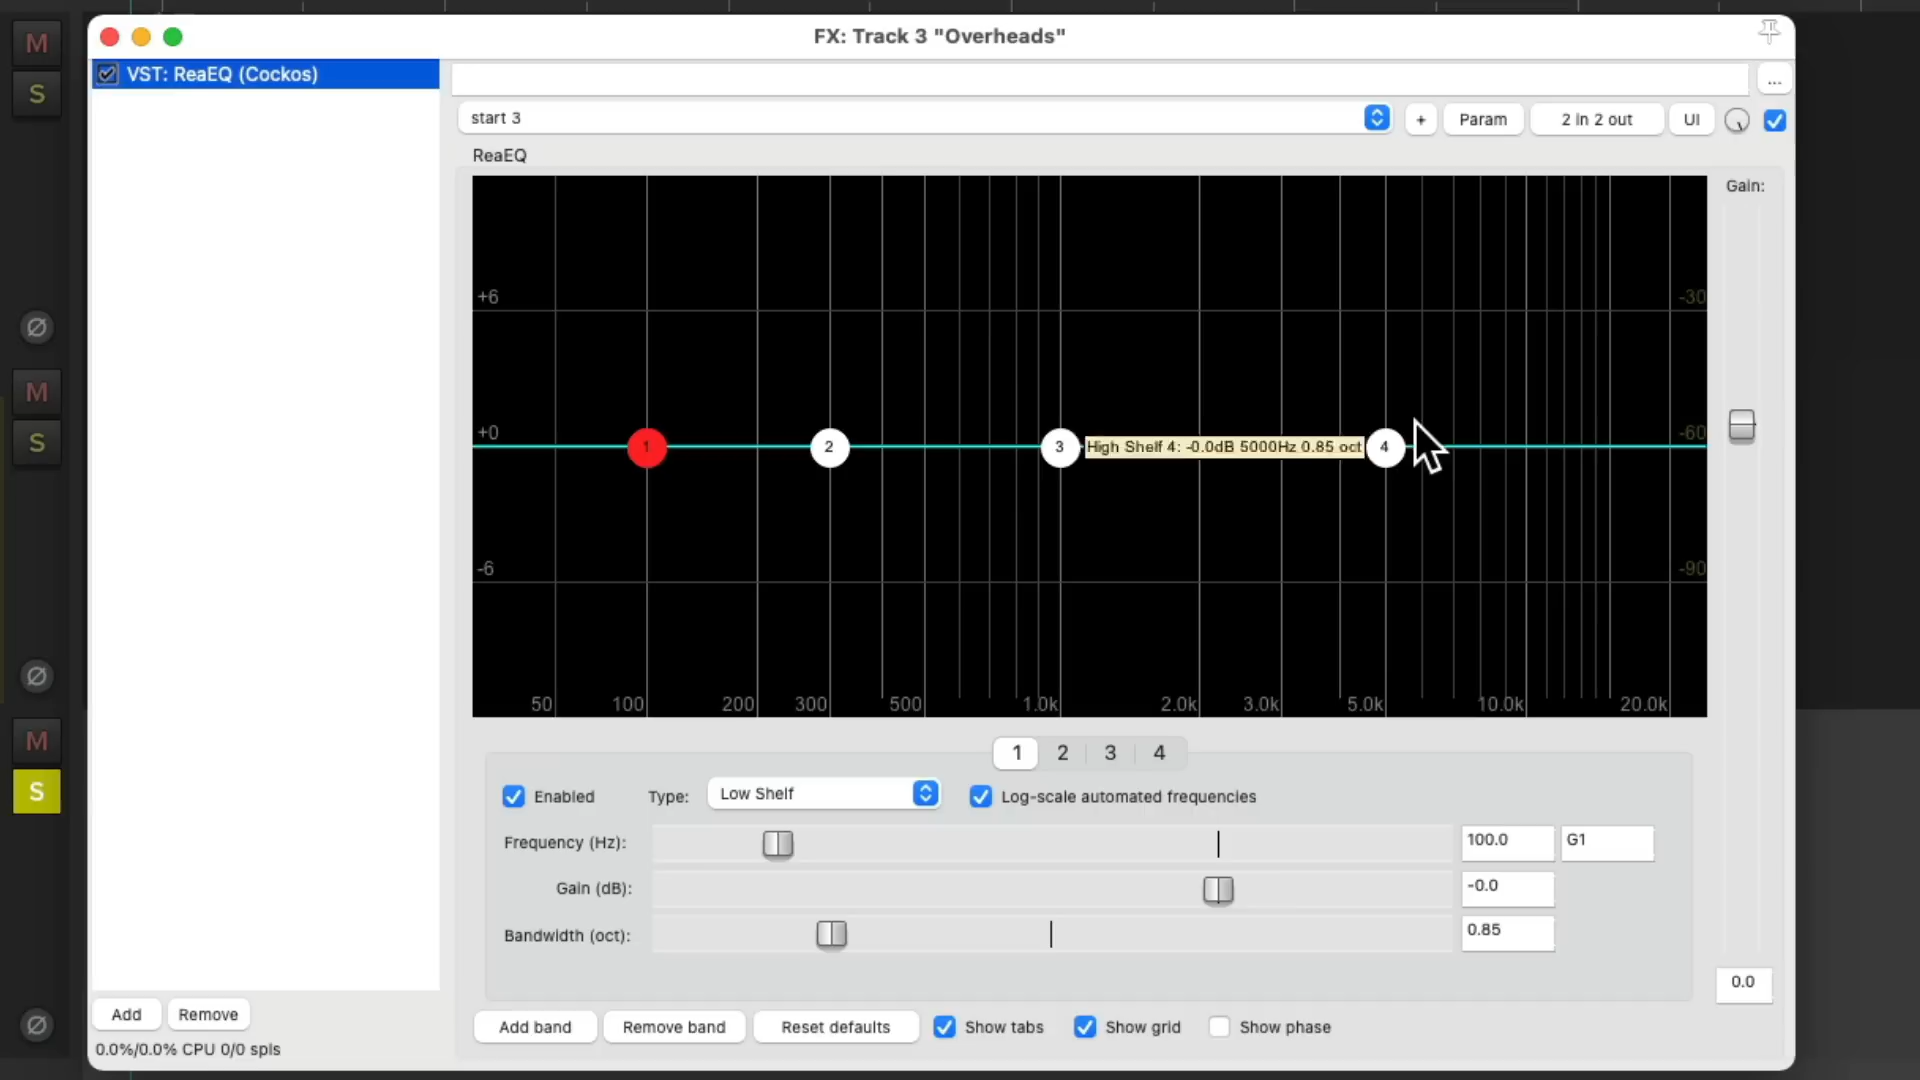 M
S
Ø
M
S
Ø
M
S
Ø
FX: Track 3 "Overheads"
VST: ReaEQ (Cockos)
...
start 3
+
Param
2 in 2 out
UI
ReaEQ
Gain:
+6
-30
+0
-60
1
2
3
High Shelf 4: -0.0dB 5000Hz 0.85 oct
4
-6
-90
50 100 200 300 500 1.0k 2.0k 3.0k 5.0k 10.0k 20.0k
1 2 3 4
Enabled
Type:
Low Shelf
Log-scale automated frequencies
Frequency (Hz):
100.0
G1
Gain (dB):
-0.0
Bandwidth (oct):
0.85
0.0
Add
Remove
Add band
Remove band
Reset defaults
Show tabs
Show grid
Show phase
0.0%/0.0% CPU 0/0 spls